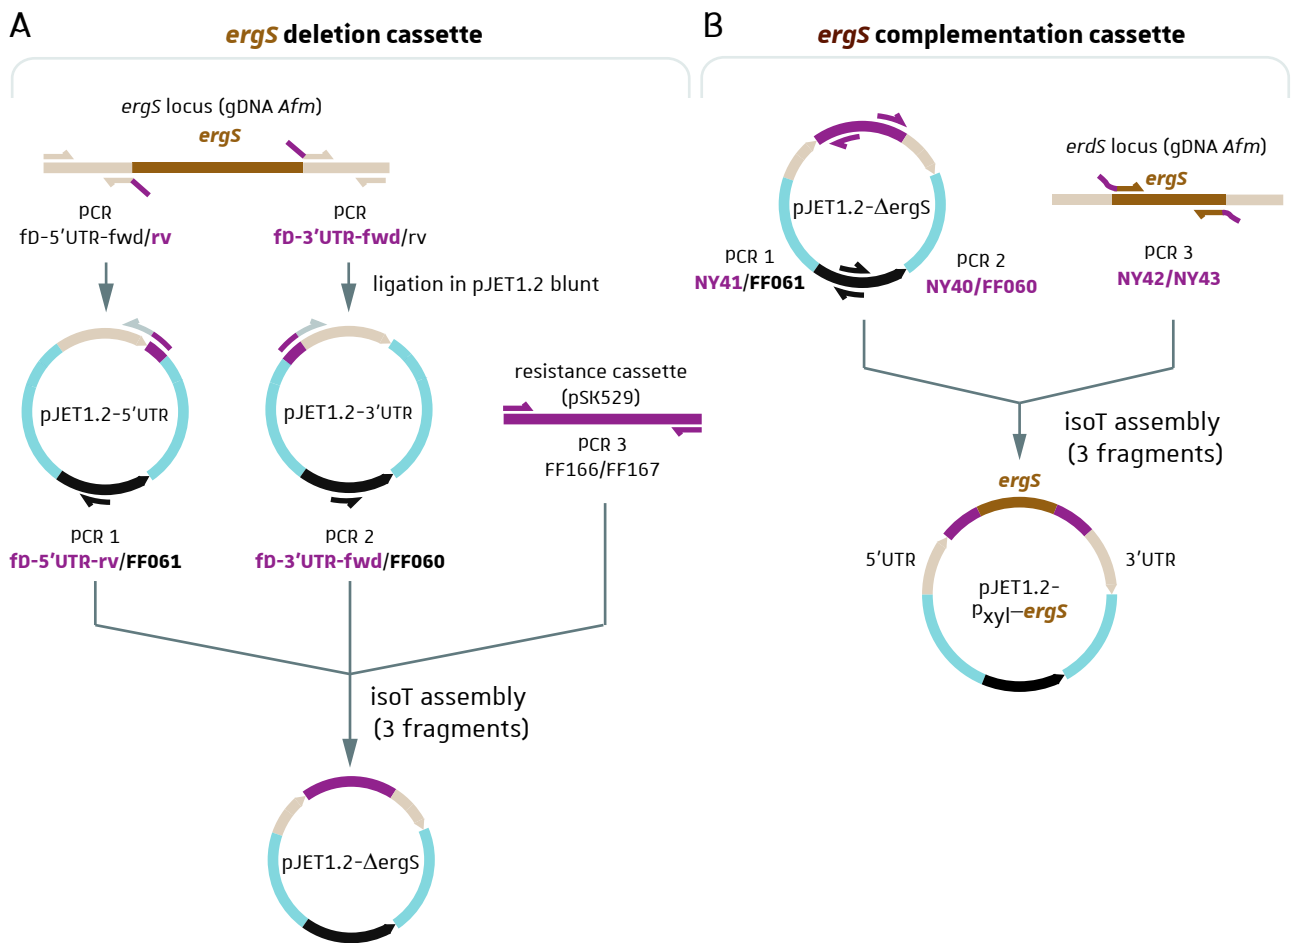 A
ergS deletion cassette
ergS locus (gDNA Afm)
ergS
PCR
fD-5'UTR-fwd/rv
PCR
fD-3'UTR-fwd/rv
ligation in pJET1.2 blunt
pJET1.2-5'UTR
pJET1.2-3'UTR
resistance cassette
(pSK529)
PCR 3
FF166/FF167
PCR 1
fD-5'UTR-rv/FF061
PCR 2
fD-3'UTR-fwd/FF060
isoT assembly
(3 fragments)
pJET1.2-ΔergS
B
ergS complementation cassette
pJET1.2-ΔergS
PCR 1
NY41/FF061
PCR 2
NY40/FF060
erdS locus (gDNA Afm)
ergS
PCR 3
NY42/NY43
isoT assembly
(3 fragments)
ergS
5'UTR
3'UTR
pJET1.2-
pxyl–ergS